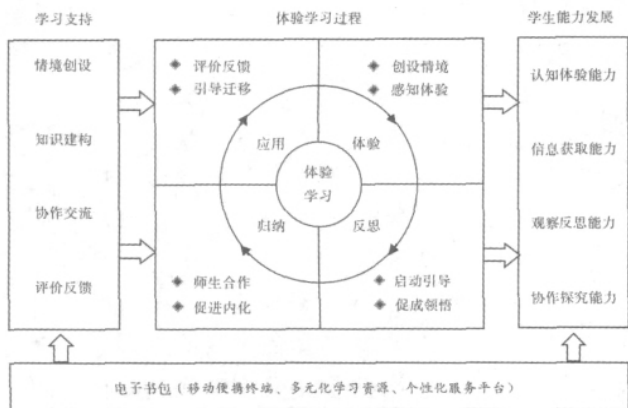 学习支持
体验学习过程
学生能力发展
情境创设
知识建构
协作交流
评价反馈
◆ 评价反馈
◆ 引导迁移
◆ 创设情境
◆ 感知体验
应用
体验
体验
学习
归纳
反思
◆ 师生合作
◆ 促进内化
◆ 启动引导
◆ 促成领悟
认知体验能力
信息获取能力
观察反思能力
协作探究能力
电子书包(移动便携终端、多元化学习资源、个性化服务平台)